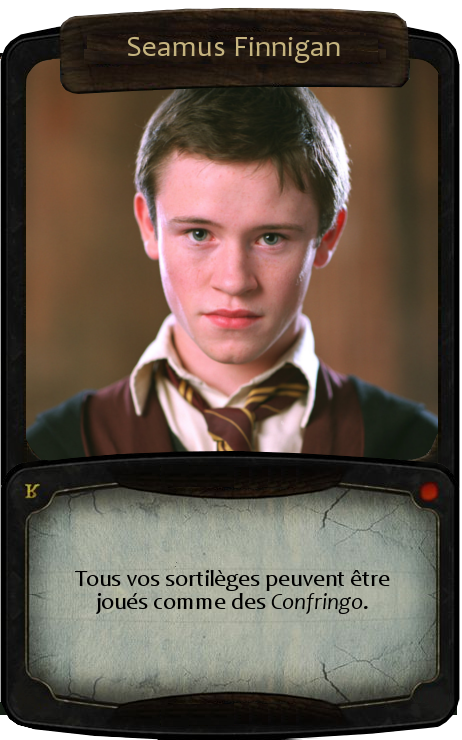 Seamus Finnigan
Tous vos sortilèges peuvent être
joués comme des Confringo.